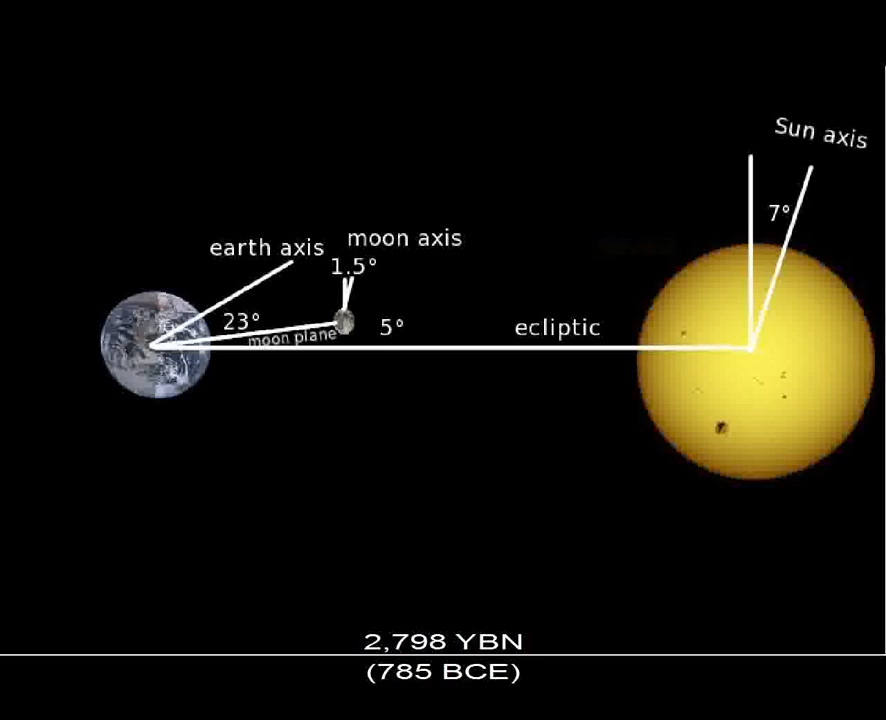 Sun axis
7°
earth axis
moon axis
1.5°
23°
5°
ecliptic
moon plane
2,798 YBN
(785 BCE)